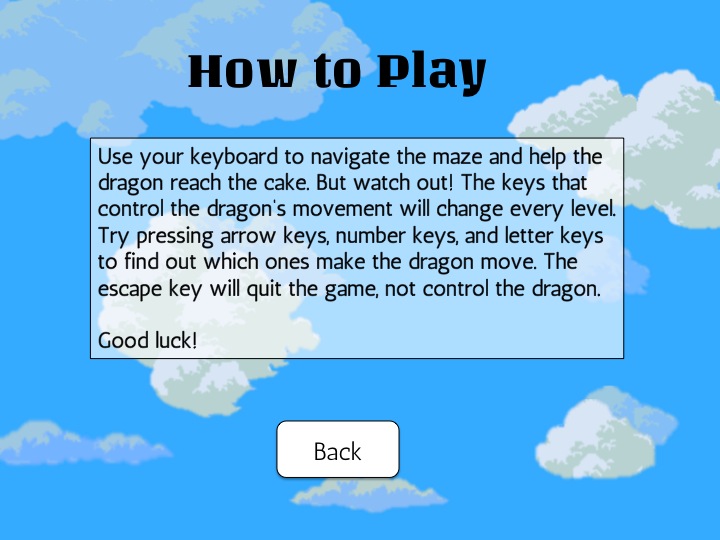 How to Play
Use your keyboard to navigate the maze and help the
dragon reach the cake. But watch out! The keys that
control the dragon's movement will change every level.
Try pressing arrow keys, number keys, and letter keys
to find out which ones make the dragon move. The
escape key will quit the game, not control the dragon.
Good luck!
Back